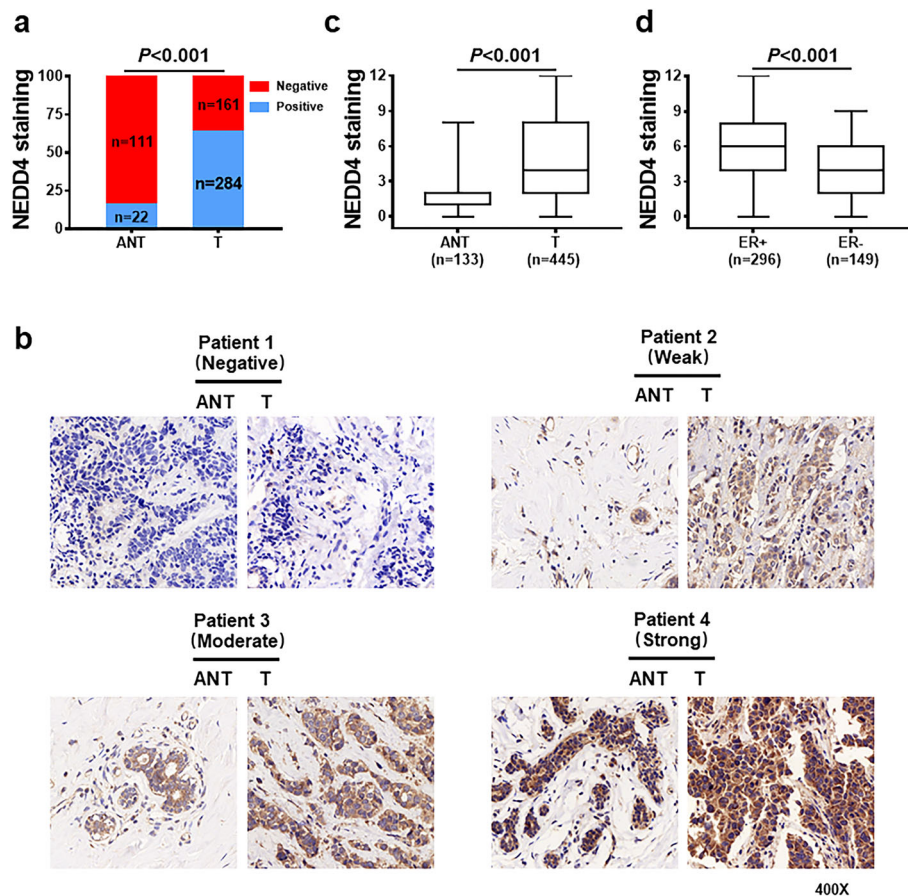 a
P<0.001
NEDD4 staining
100
75
50
25
0
n=111
n=22
n=161
n=284
ANT
T
Negative
Positive
c
P<0.001
NEDD4 staining
12
9
6
3
0
ANT
(n=133)
T
(n=445)
d
P<0.001
NEDD4 staining
12
9
6
3
0
ER+
(n=296)
ER-
(n=149)
b
Patient 1
(Negative)
ANT T
Patient 2
(Weak)
ANT T
Patient 3
(Moderate)
ANT T
Patient 4
(Strong)
ANT T
400X